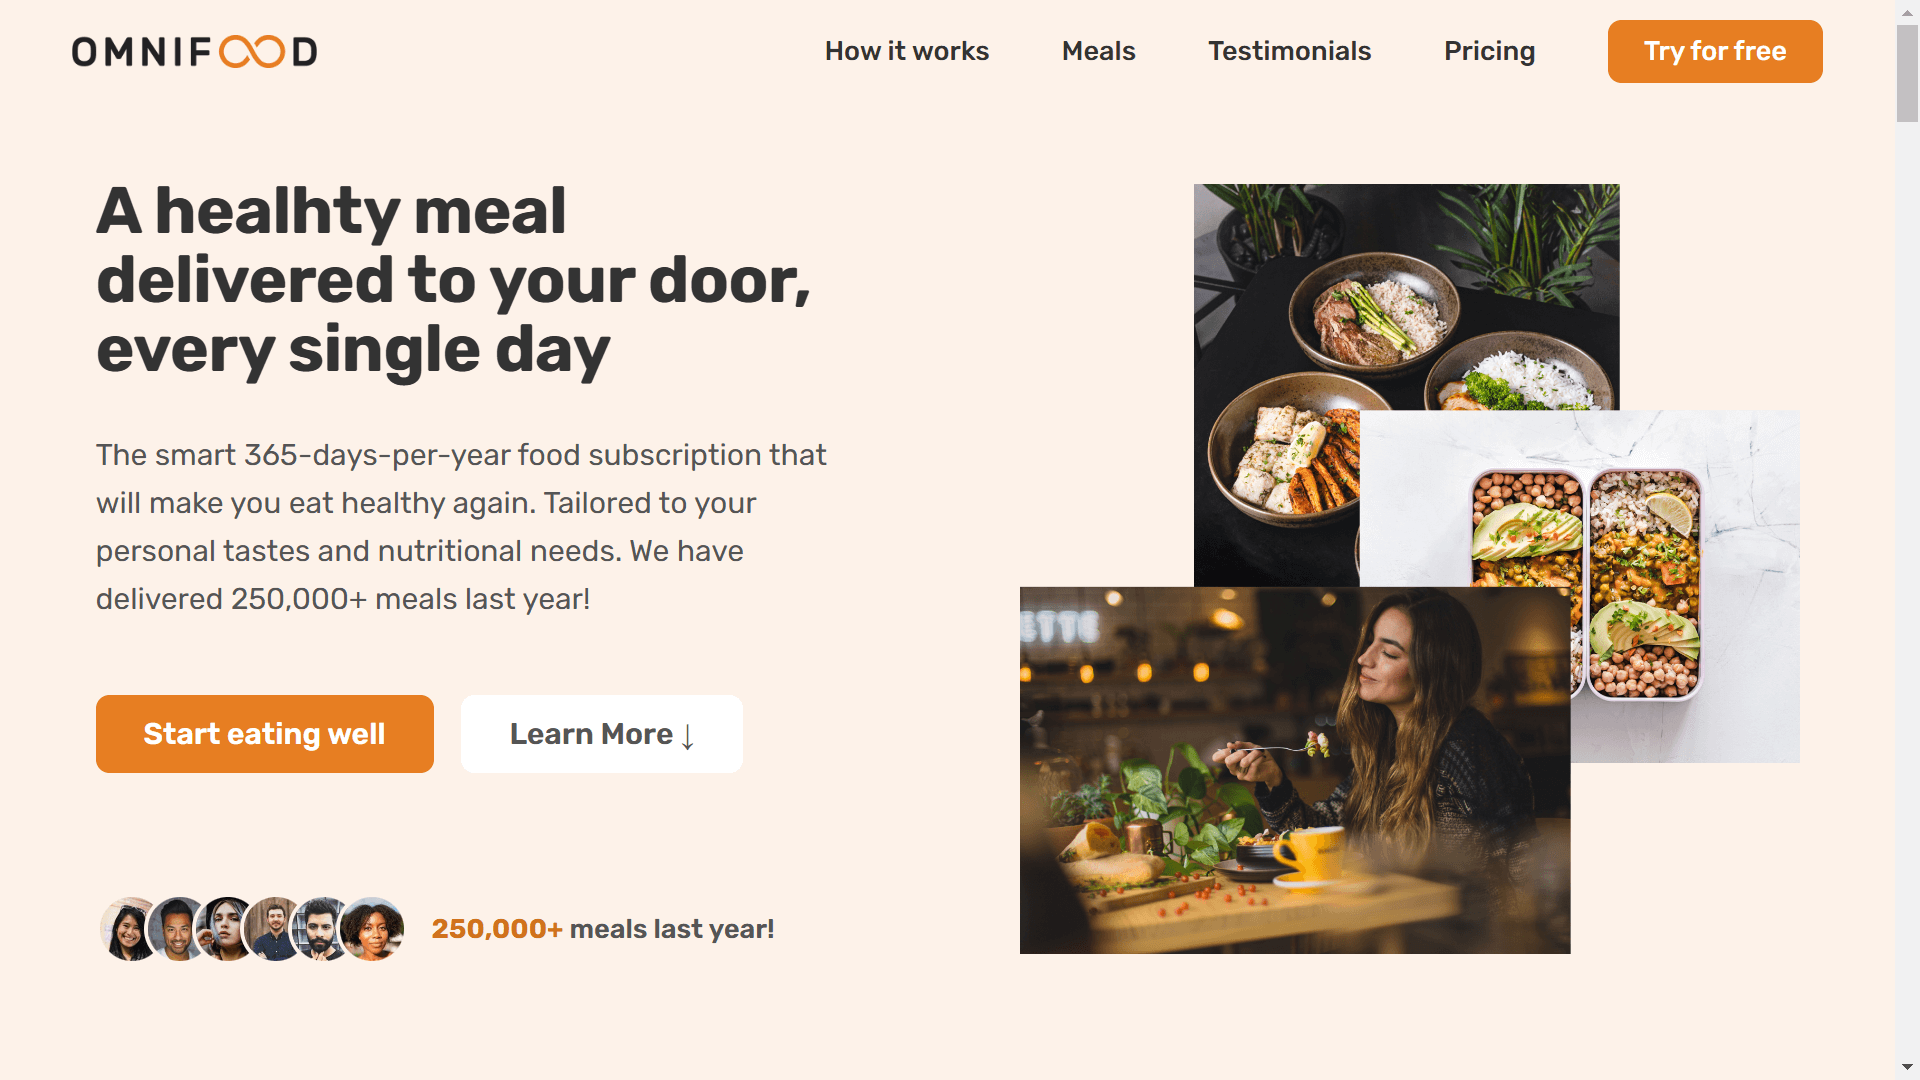 OMNIFOOD
How it works
Meals
Testimonials
Pricing
Try for free
A healhty meal
delivered to your door,
every single day
The smart 365-days-per-year food subscription that
will make you eat healthy again. Tailored to your
personal tastes and nutritional needs. We have
delivered 250,000+ meals last year!
Start eating well
Learn More ↓
ETTE
250,000+ meals last year!